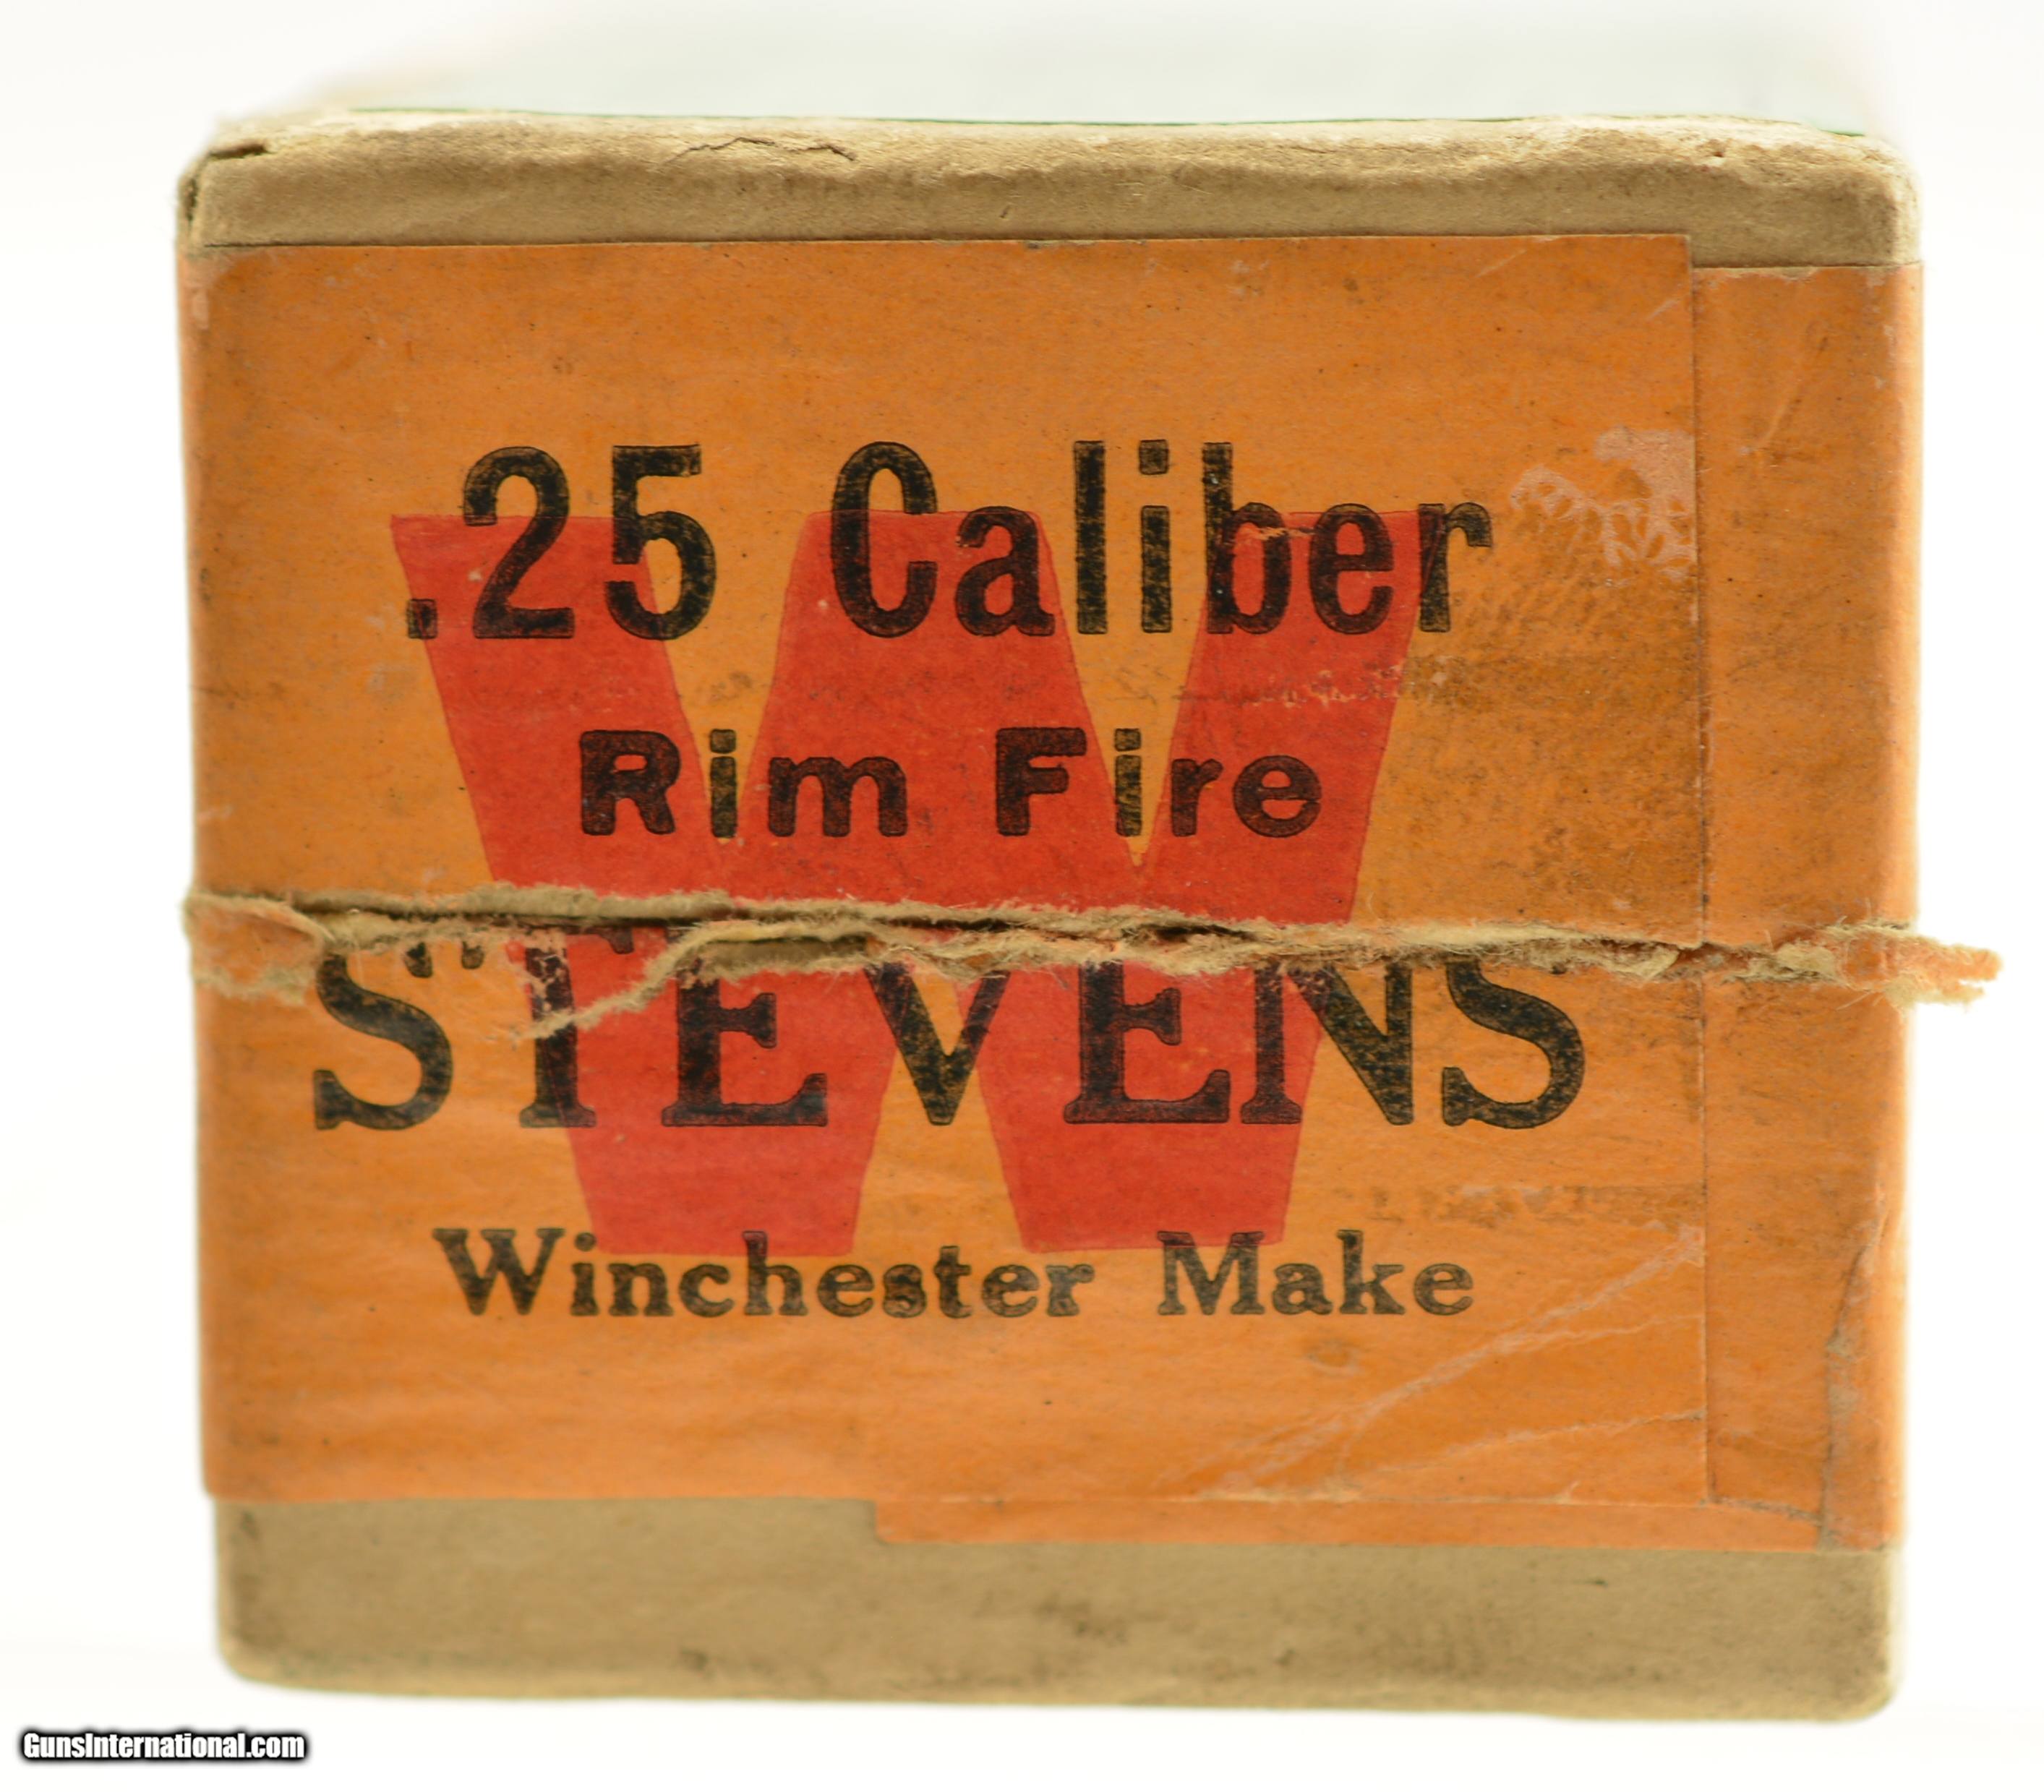 .25 Caliber
Rim Fire
STEVENS
Winchester Make
W
GunsInternational.com